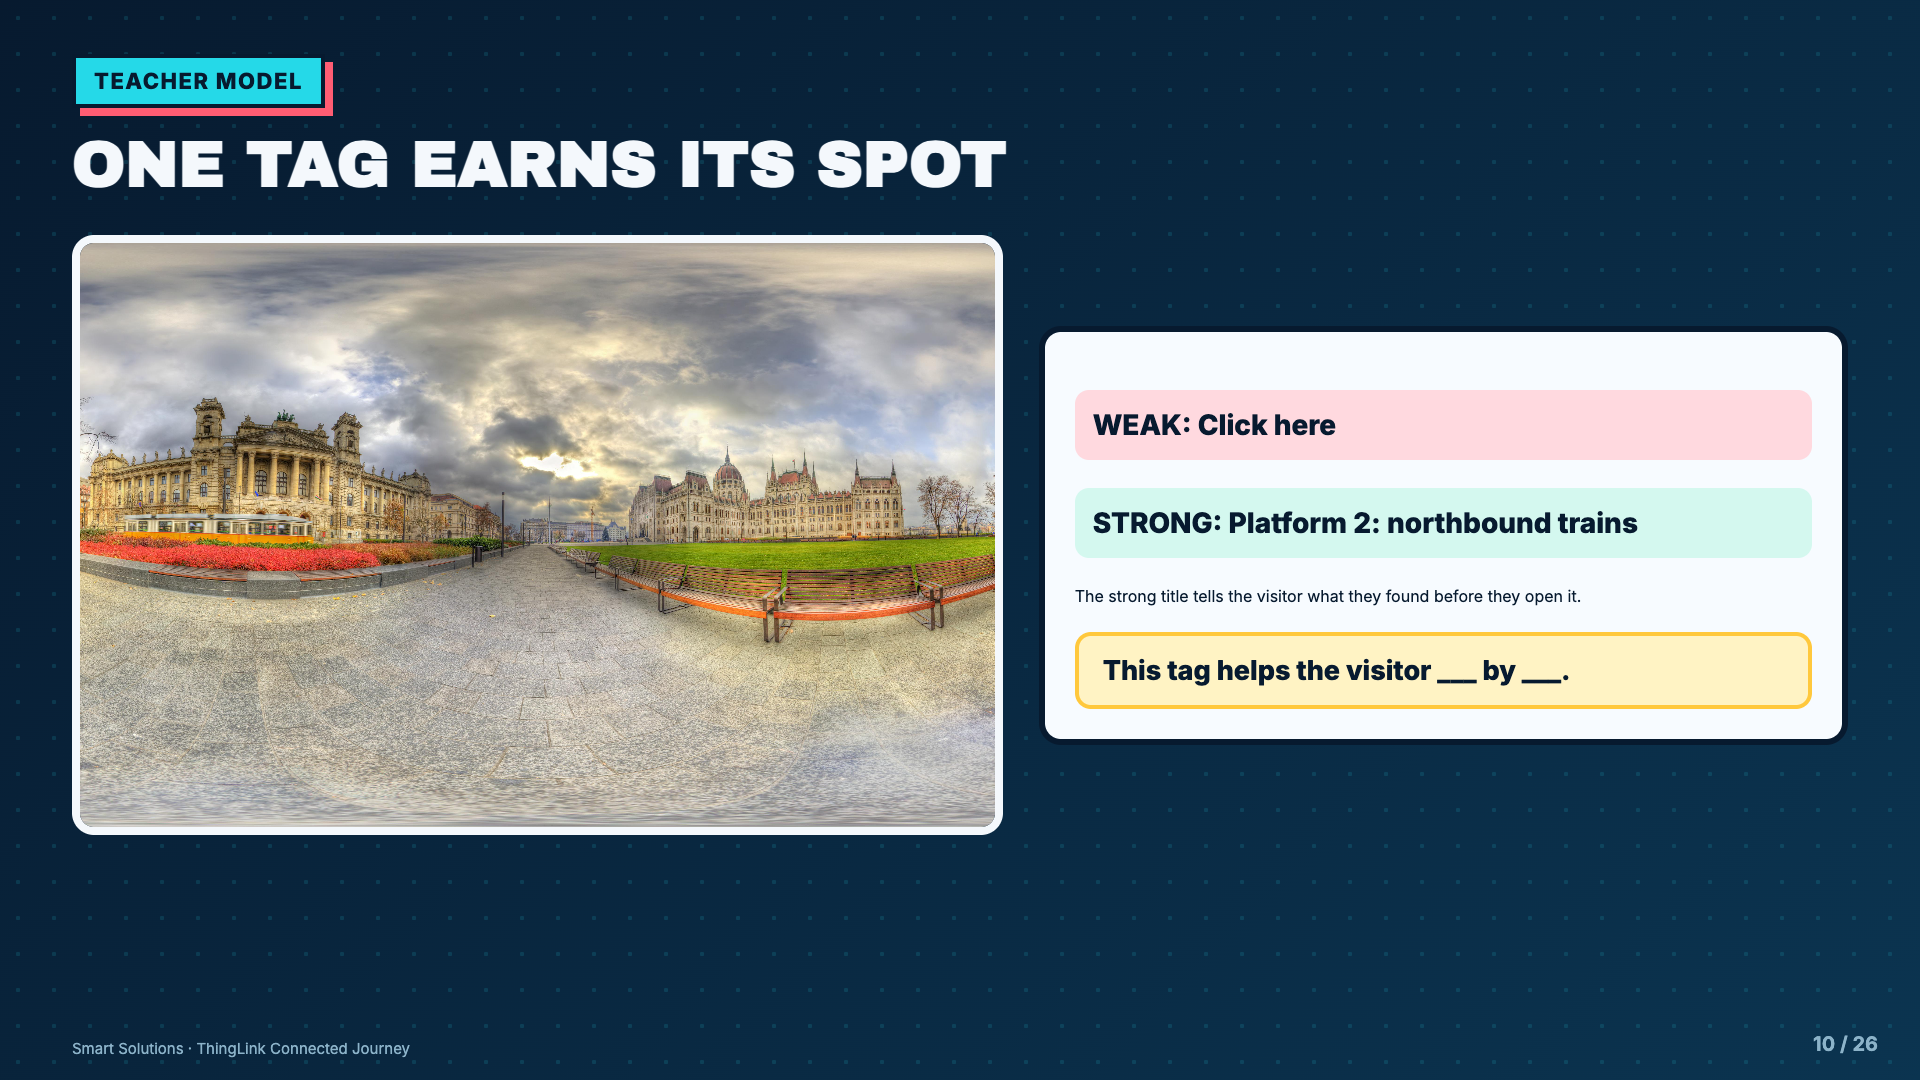 TEACHER MODEL
ONE TAG EARNS ITS SPOT
WEAK: Click here
STRONG: Platform 2: northbound trains
The strong title tells the visitor what they found before they open it.
This tag helps the visitor ___ by ___.
Smart Solutions · ThingLink Connected Journey
10 / 26